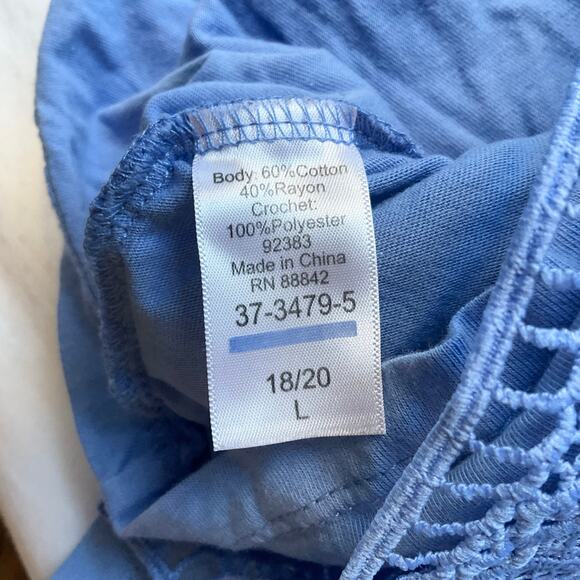 Body: 60%Cotton
40%Rayon
Crochet:
100%Polyester
92383
Made in China
RN 88842
37-3479-5
18/20
L